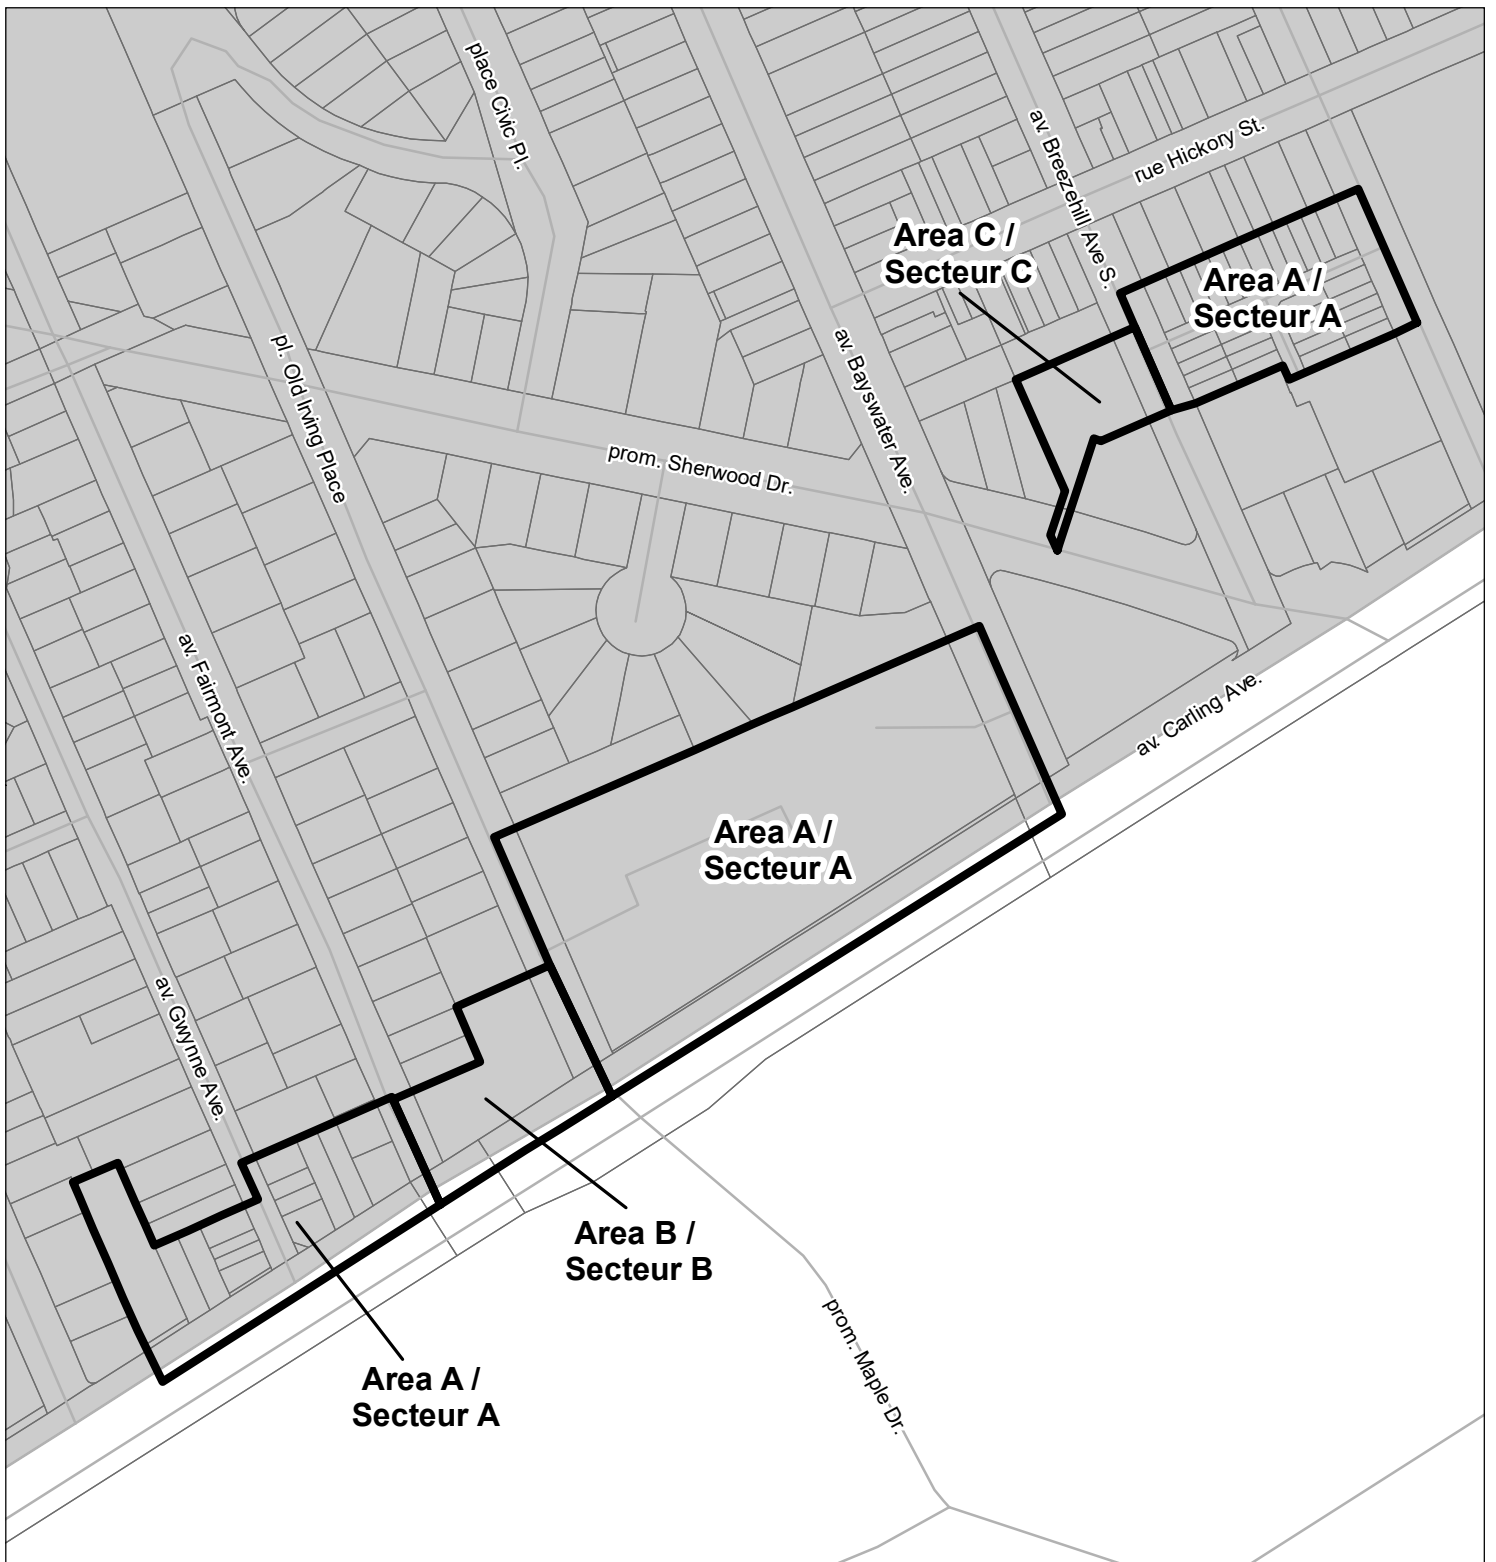 place Civic Pl.
av. Breezehill Ave S.
rue Hickory St.
Area C /
Secteur C
Area A /
Secteur A
pl. Old Irving Place
av. Bayswater Ave.
prom. Sherwood Dr.
av. Fairmont Ave.
av. Carling Ave.
Area A /
Secteur A
av. Gwynne Ave.
Area B /
Secteur B
prom. Maple Dr.
Area A /
Secteur A